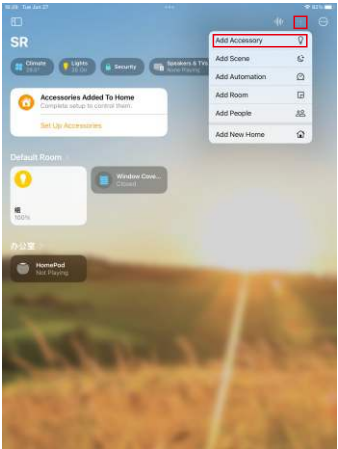 Tue Jun 27
SR
Climate
Lights
Security
Speakers & TVs
Add Accessory
Add Scene
Add Automation
Add Room
Add People
Add New Home
Accessories Added To Home
Complete setup to control them.
Set Up Accessories
Default Room
Window Cove...
Closed
100%
办公室
HomePod
Not Playing